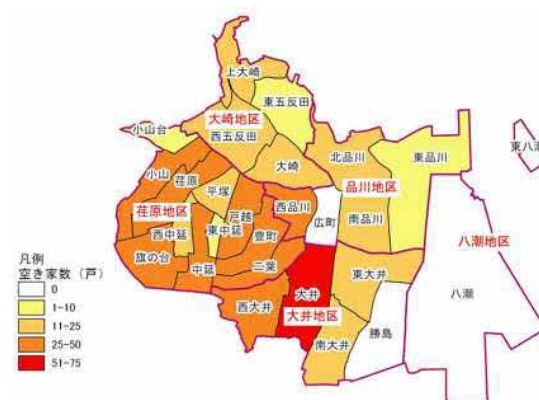 上大崎
東五反田
大崎地区
西五反田
小山台
大崎
北品川
東品川
東八潮
小山
荏原
平塚
西品川
広町
品川地区
荏原地区
戸越
南品川
西中延
東中延
豊町
八潮地区
旗の台
中延
二葉
東大井
八潮
西大井
大井
大井地区
勝島
南大井
凡例
空き家数(戸)
0
1-10
11-25
25-50
51-75